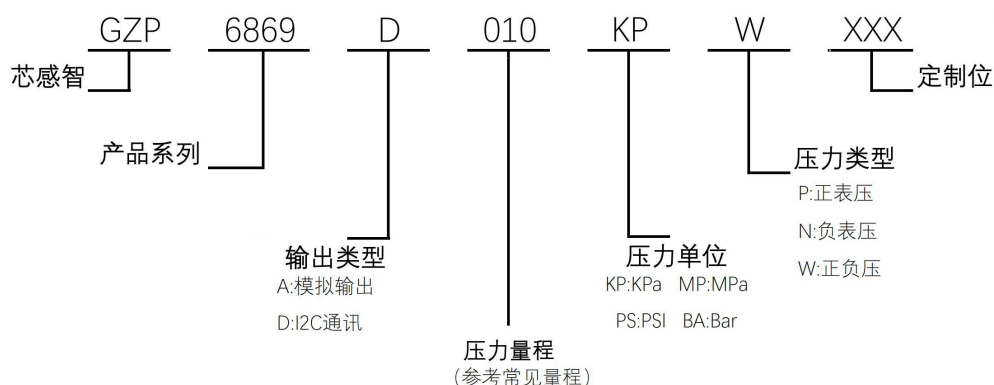 GZP 6869 D 010 KP W XXX
芯感智
定制位
产品系列
压力类型
P:正表压
N:负表压
W:正负压
输出类型
A:模拟输出
D:I2C通讯
压力单位
KP:KPa MP:MPa
PS:PSI BA:Bar
压力量程
(参考常见量程)